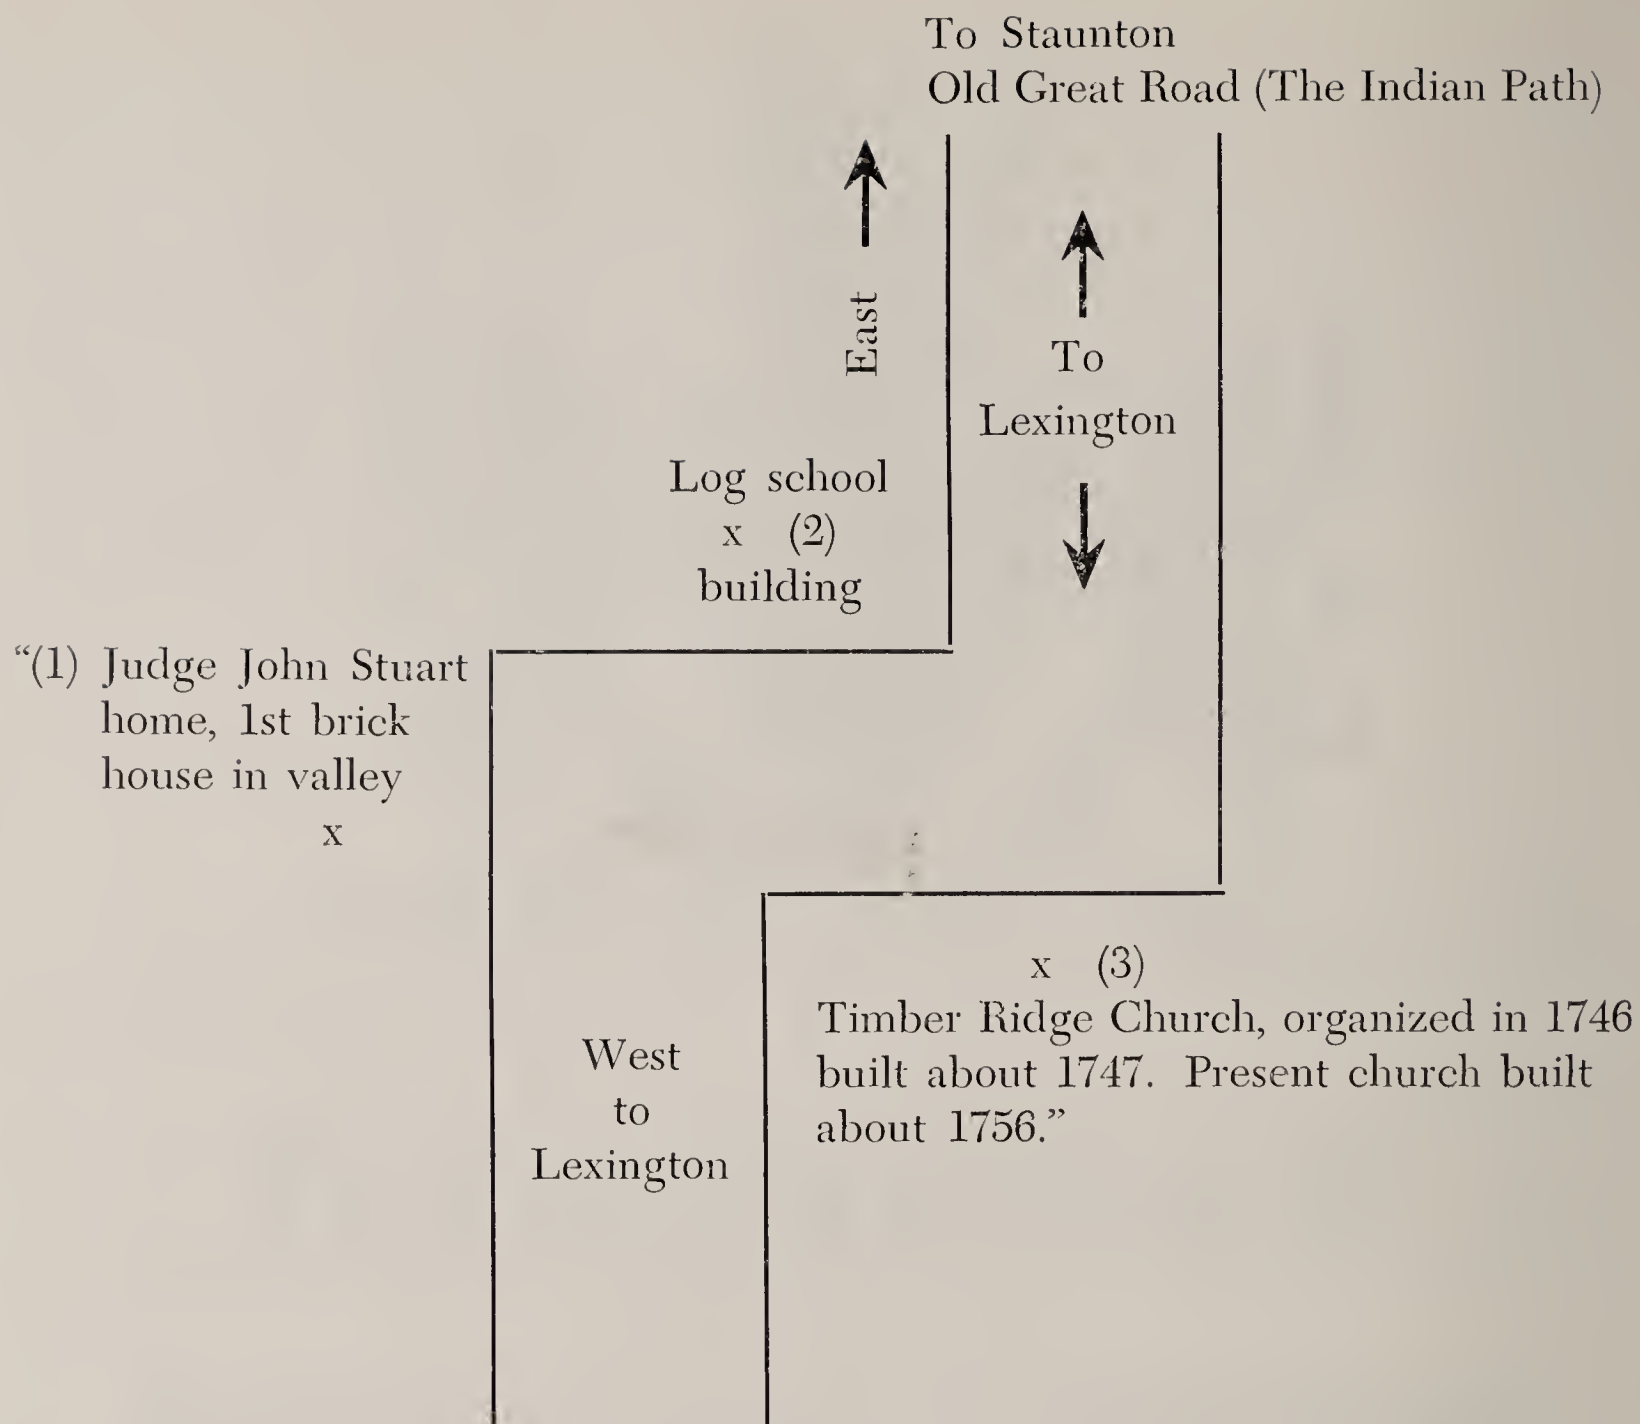 To Staunton
Old Great Road (The Indian Path)
East
To
Lexington
Log school
x (2)
building
“(1) Judge John Stuart
home, 1st brick
house in valley
x
x (3)
Timber Ridge Church, organized in 1746
built about 1747. Present church built
about 1756.”
West
to
Lexington